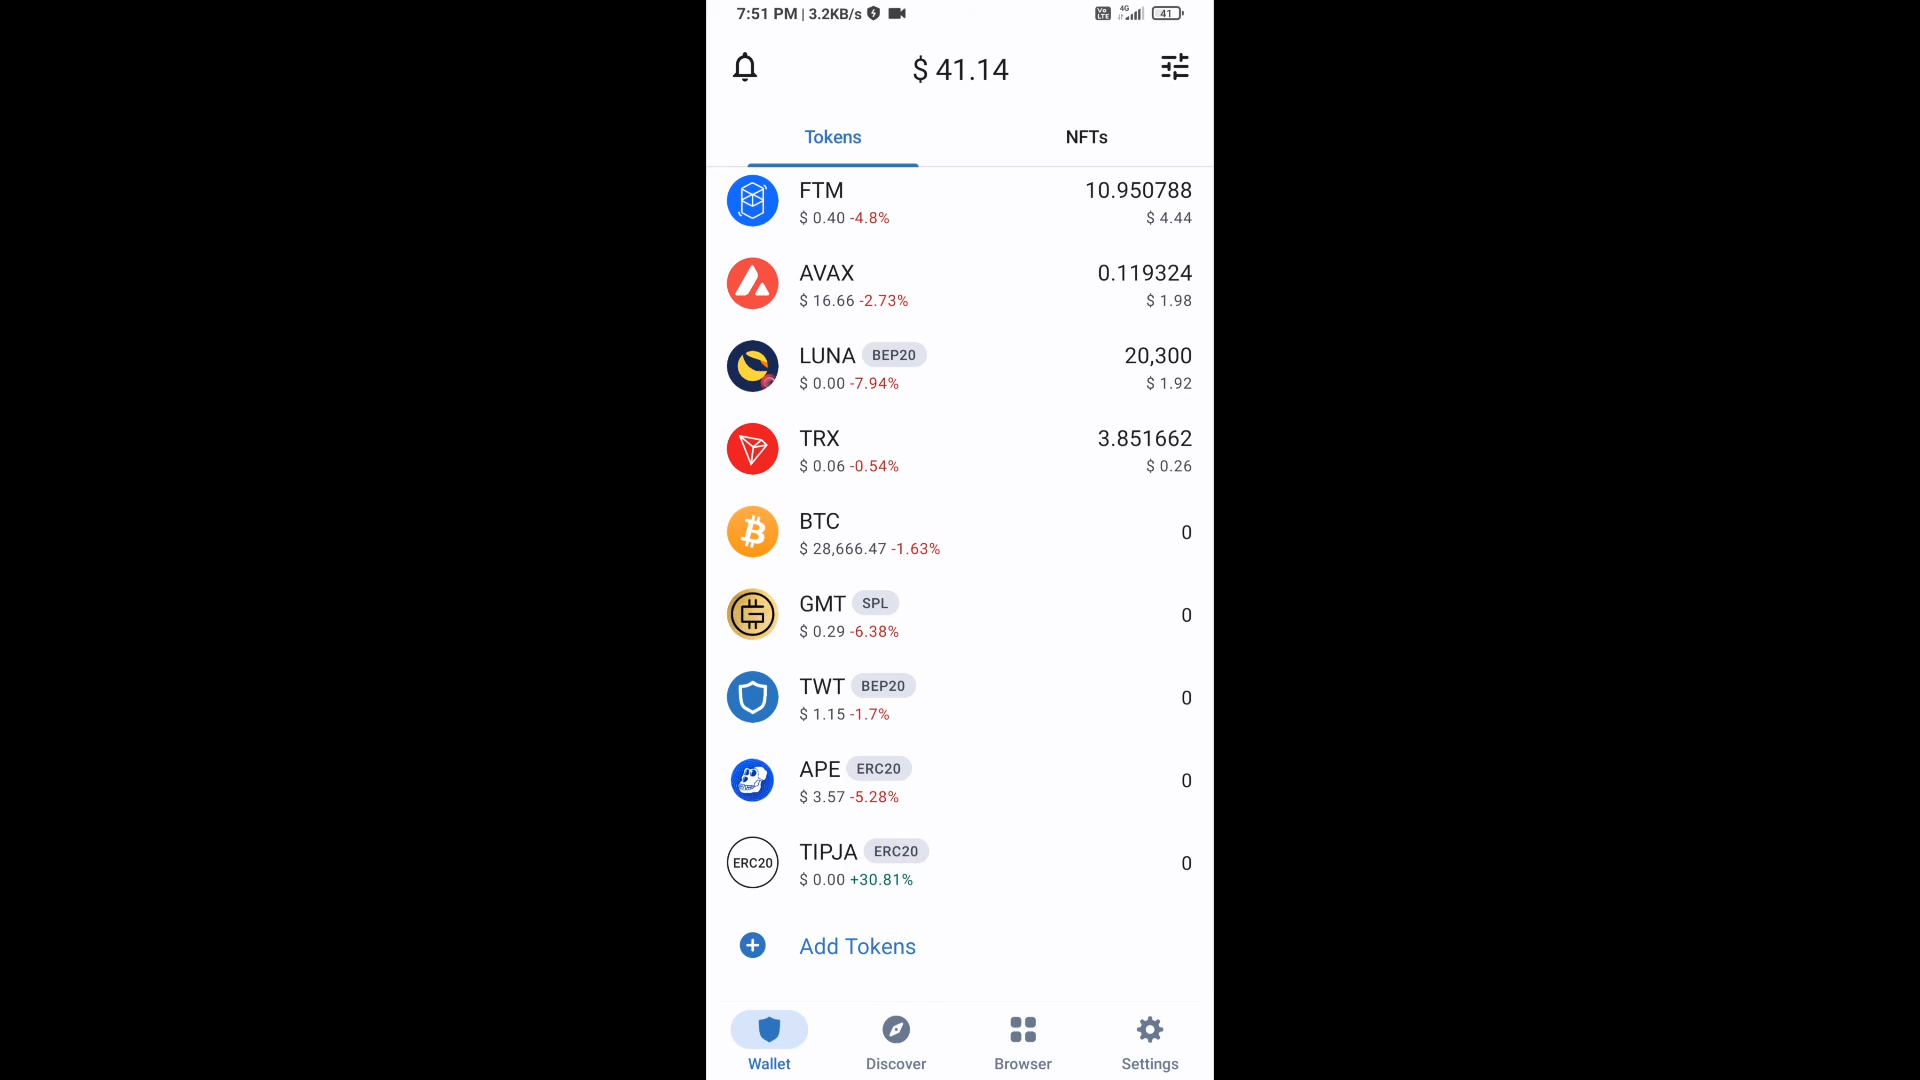 7:51 PM | 3.2KB/s
Vo LTE 4G 41
$ 41.14
Tokens NFTs
FTM 10.950788
$ 0.40 -4.8% $ 4.44
AVAX 0.119324
$ 16.66 -2.73% $ 1.98
LUNA BEP20 20,300
$ 0.00 -7.94% $ 1.92
TRX 3.851662
$ 0.06 -0.54% $ 0.26
BTC 0
$ 28,666.47 -1.63%
GMT SPL 0
$ 0.29 -6.38%
TWT BEP20 0
$ 1.15 -1.7%
APE ERC20 0
$ 3.57 -5.28%
ERC20 TIPJA ERC20 0
$ 0.00 +30.81%
Add Tokens
Wallet Discover Browser Settings